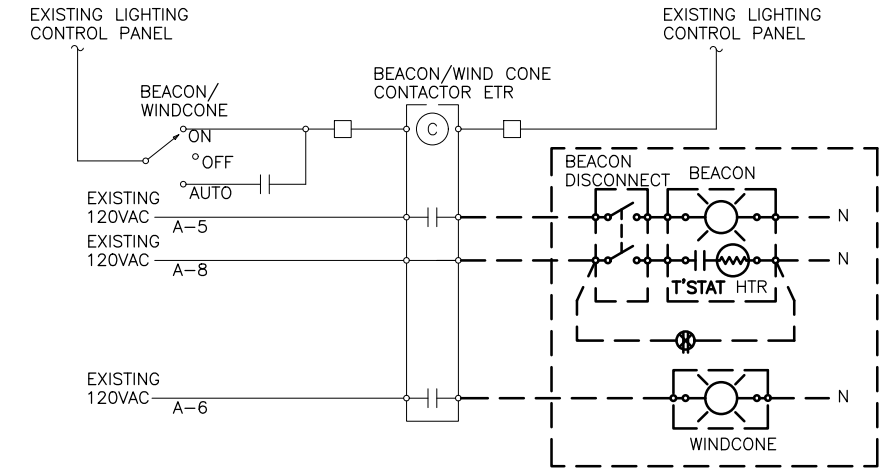 EXISTING LIGHTING
CONTROL PANEL
EXISTING LIGHTING
CONTROL PANEL
BEACON/WIND CONE
CONTACTOR ETR
BEACON/
WINDCONE
C
ON
OFF
AUTO
BEACON
DISCONNECT
BEACON
EXISTING
120VAC
A-5
N
EXISTING
120VAC
A-8
N
T'STAT HTR
EXISTING
120VAC
A-6
N
WINDCONE